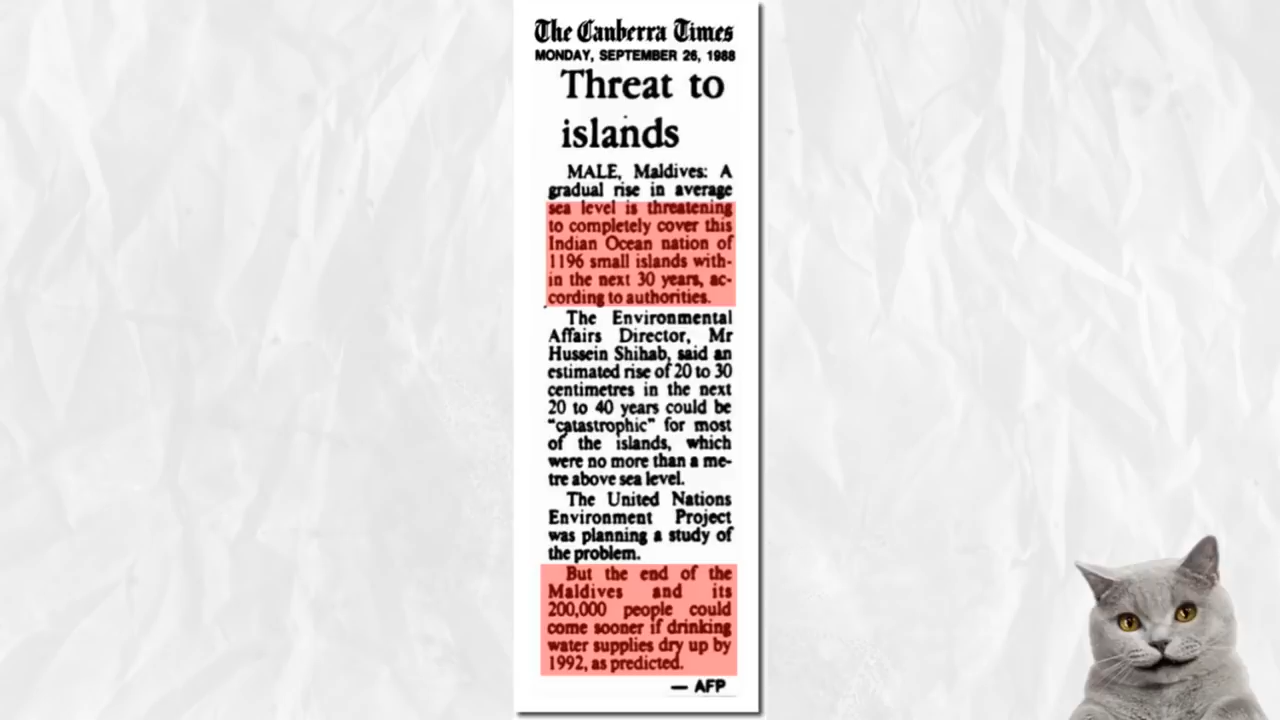 The Canberra Times
MONDAY, SEPTEMBER 26, 1988
Threat to
islands
MALE, Maldives: A
gradual rise in average
sea level is threatening
to completely cover this
Indian Ocean nation of
1196 small islands with-
in the next 30 years, ac-
cording to authorities.
The Environmental
Affairs Director, Mr
Hussein Shihab, said an
estimated rise of 20 to 30
centimetres in the next
20 to 40 years could be
"catastrophic" for most
of the islands, which
were no more than a me-
tre above sea level.
The United Nations
Environment Project
was planning a study of
the problem.
But the end of the
Maldives and its
200,000 people could
come sooner if drinking
water supplies dry up by
1992, as predicted.
— AFP